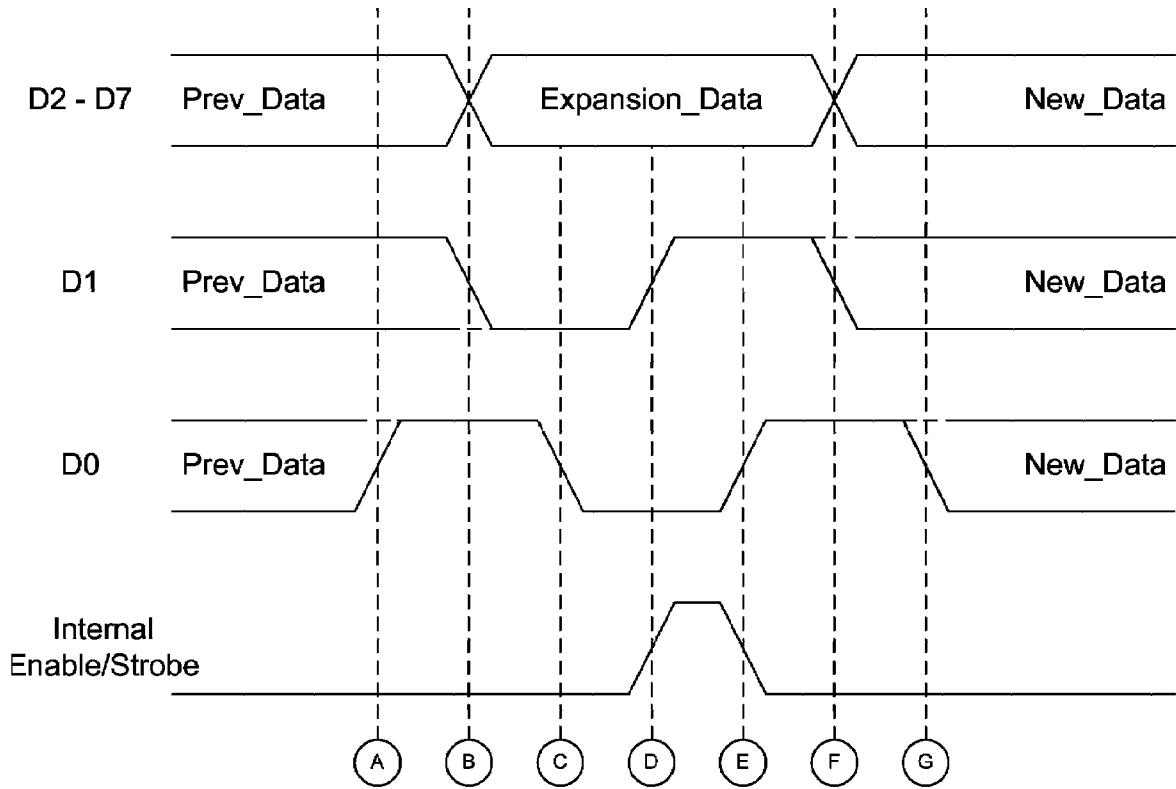 D2 - D7 Prev_Data Expansion_Data New_Data
D1 Prev_Data New_Data
D0 Prev_Data New_Data
Internal
Enable/Strobe
A B C D E F G